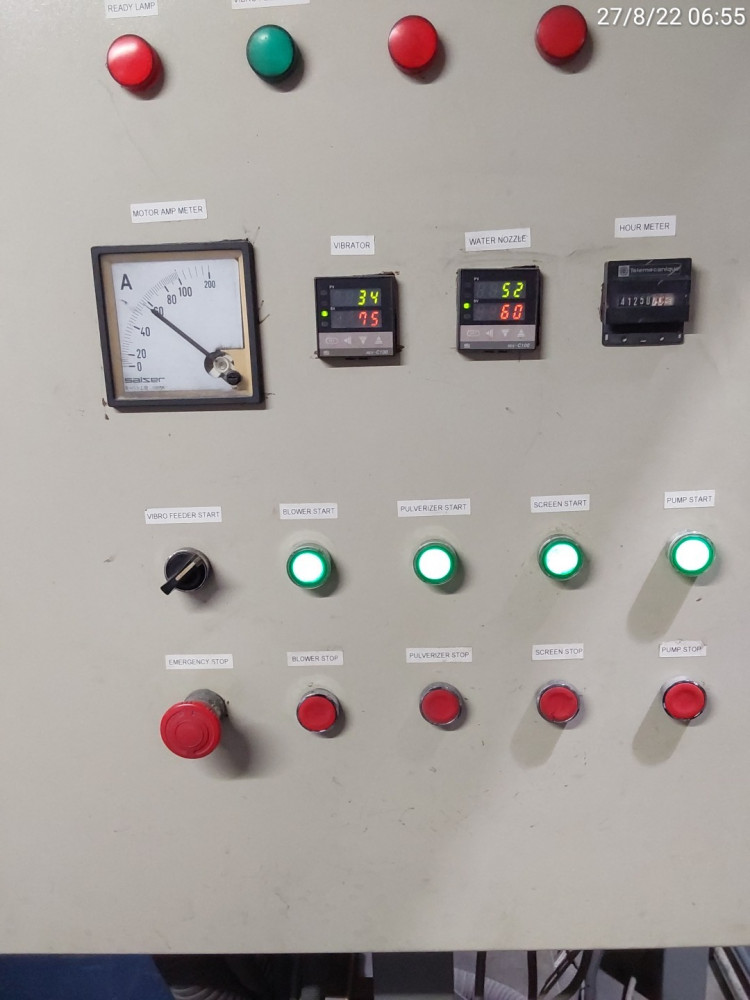 27/8/22 06:55
READY LAMP
MOTOR AMP METER
VIBRATOR
WATER NOZZLE
HOUR METER
A
200
100
80
60
40
20
0
saizer
34
75
52
60
Telemecanique
VIBRO FEEDER START
BLOWER START
PULVERIZER START
SCREEN START
PUMP START
EMERGENCY STOP
BLOWER STOP
PULVERIZER STOP
SCREEN STOP
PUMP STOP